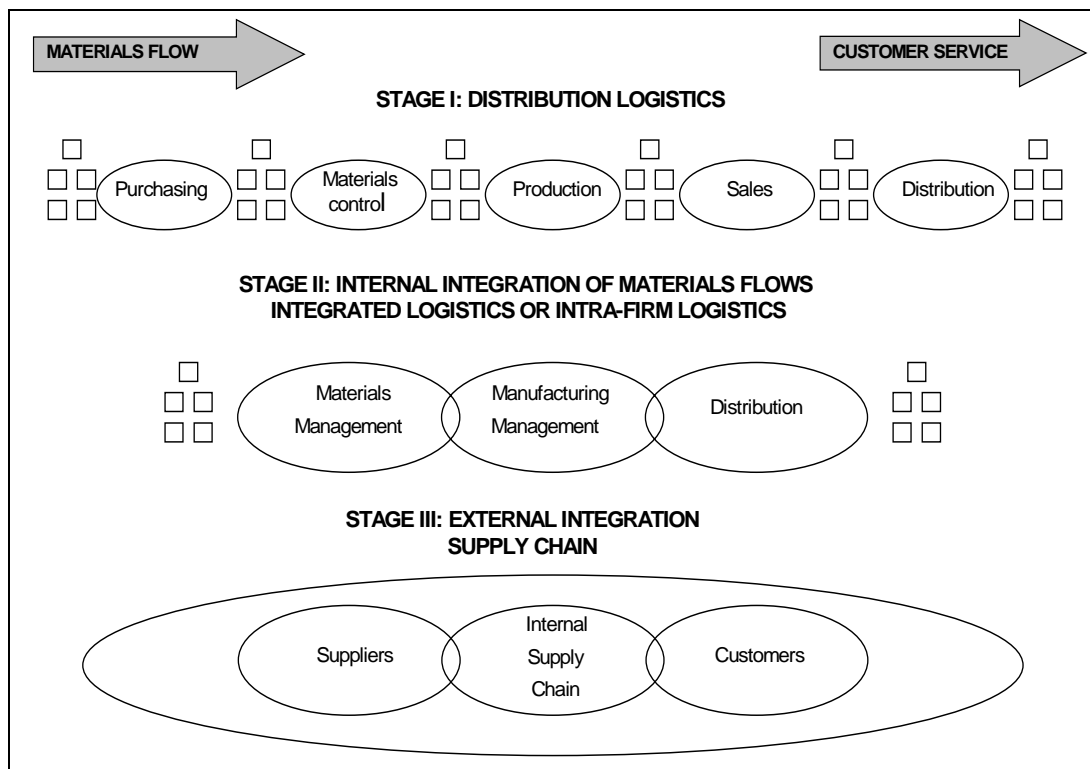 MATERIALS FLOW
CUSTOMER SERVICE
STAGE I: DISTRIBUTION LOGISTICS
Purchasing
Materials
control
Production
Sales
Distribution
STAGE II: INTERNAL INTEGRATION OF MATERIALS FLOWS
INTEGRATED LOGISTICS OR INTRA-FIRM LOGISTICS
Materials
Management
Manufacturing
Management
Distribution
STAGE III: EXTERNAL INTEGRATION
SUPPLY CHAIN
Suppliers
Internal
Supply
Chain
Customers